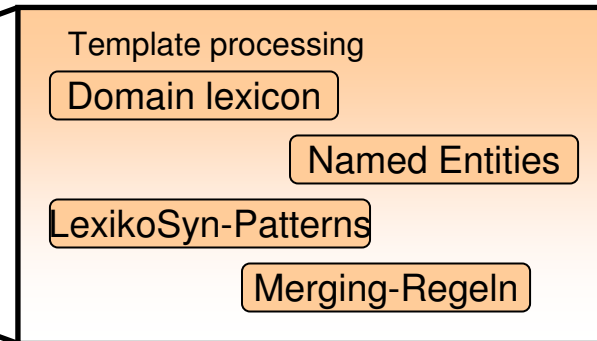 Template processing
Domain lexicon
Named Entities
LexikoSyn-Patterns
Merging-Regeln